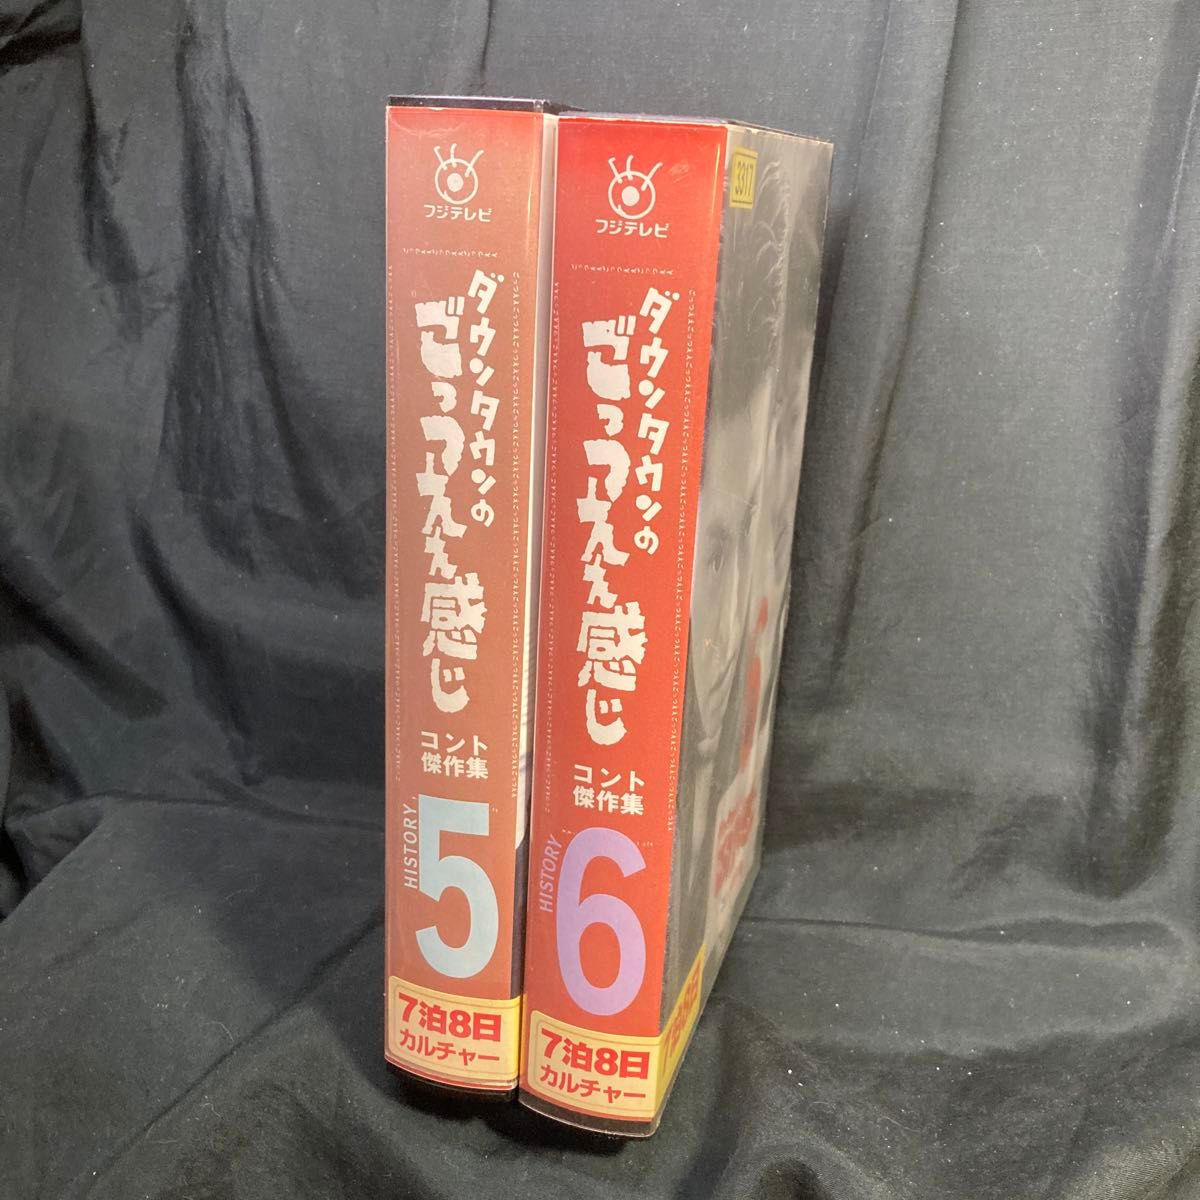 フジテレビ
ダウンタウンの
ごっつええ感じ
コント
傑作集
HISTORY
5
7泊8日
カルチャー
フジテレビ
ダウンタウンの
ごっつええ感じ
コント
傑作集
HISTORY
6
7泊8日
カルチャー
3317